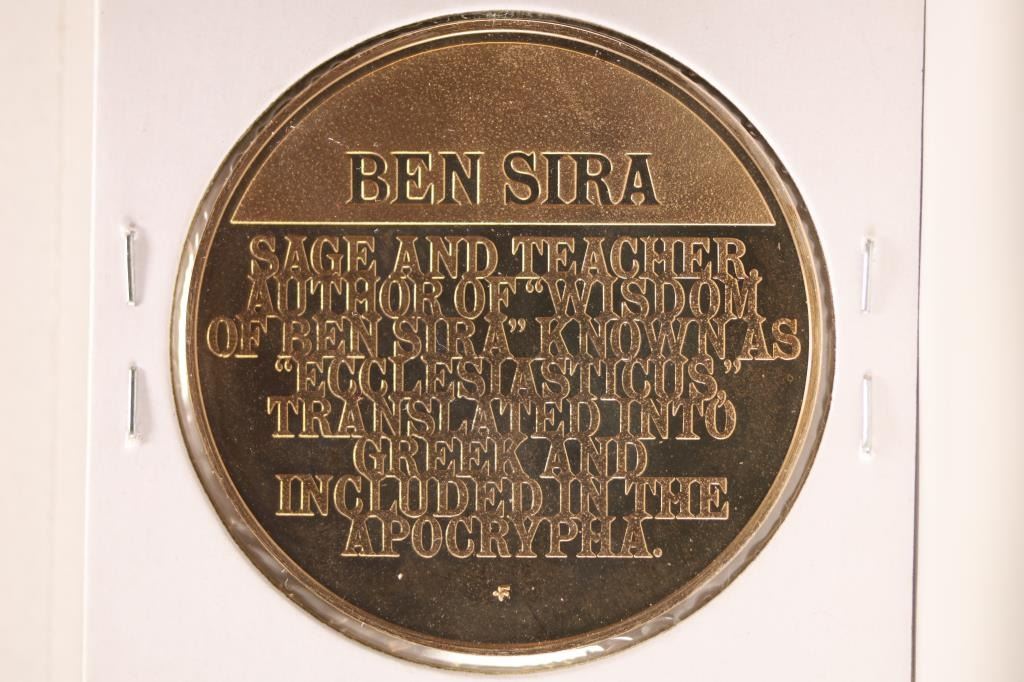 BEN SIRA
SAGE AND TEACHER,
AUTHOR OF "WISDOM
OF BEN SIRA" KNOWN AS
"ECCLESIASTICUS,"
TRANSLATED INTO
GREEK AND
INCLUDED IN THE
APOCRYPHA.